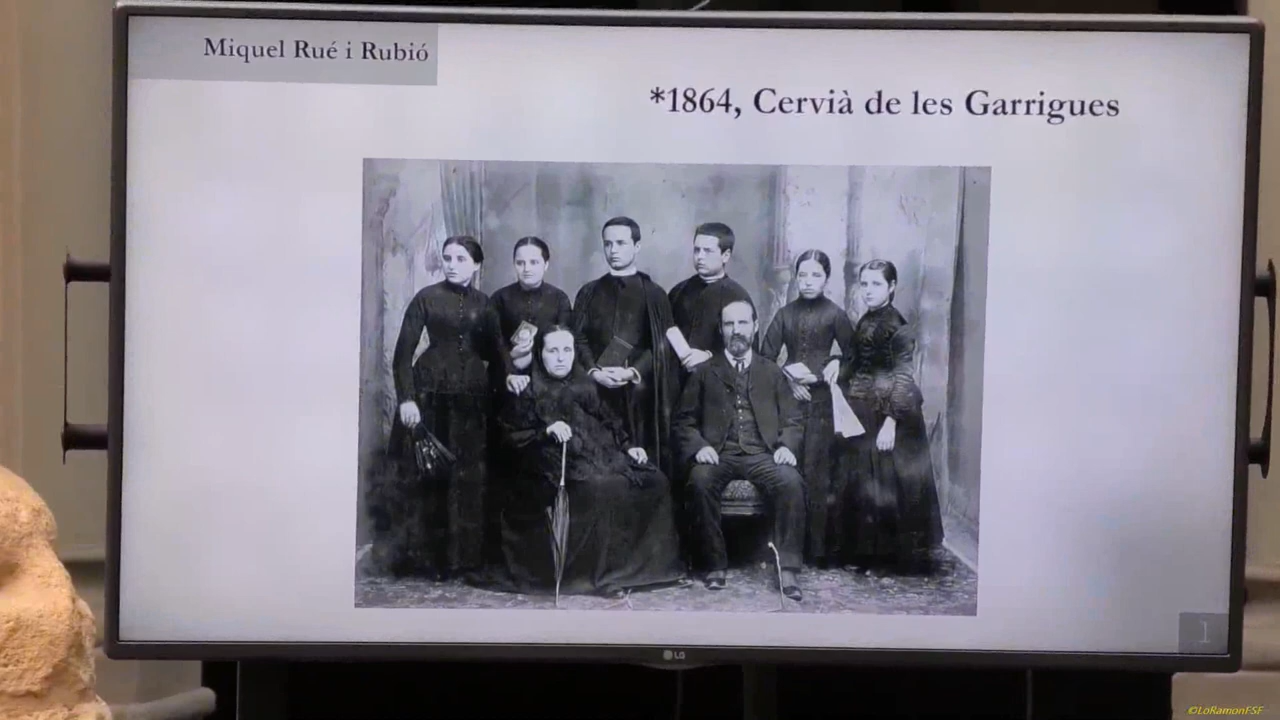 Miquel Rué i Rubió
*1864, Cervià de les Garrigues
1
LG
©LoRamonFSF